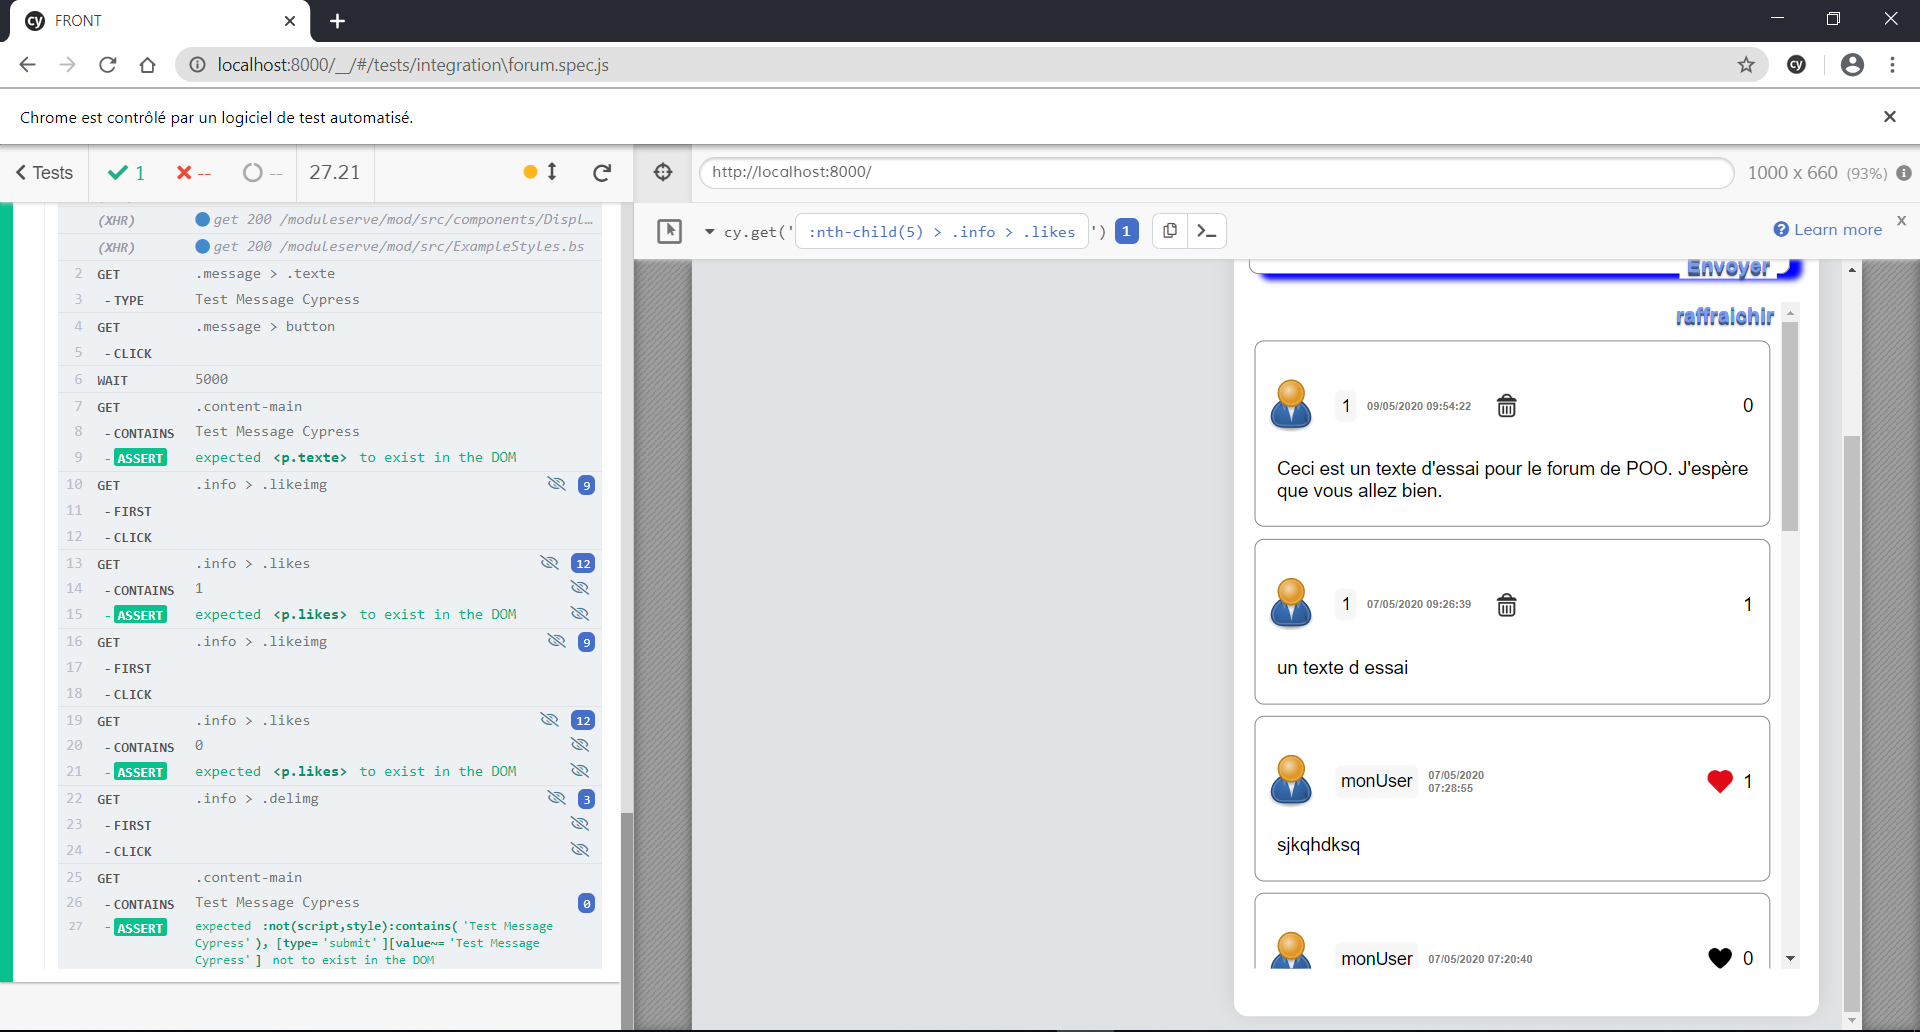 FRONT
localhost:8000/__/#/tests/integration\forum.spec.js
Chrome est contrôlé par un logiciel de test automatisé.
Tests
1
--
--
27.21
http://localhost:8000/
1000 x 660 (93%)
cy.get(' :nth-child(5) > .info > .likes ') 1
Learn more
x
(XHR) get 200 /moduleserve/mod/src/components/Displ…
(XHR) get 200 /moduleserve/mod/src/ExampleStyles.bs
2 GET .message > .texte
3 - TYPE Test Message Cypress
4 GET .message > button
5 - CLICK
6 WAIT 5000
7 GET .content-main
8 - CONTAINS Test Message Cypress
9 - ASSERT expected <p.texte> to exist in the DOM
10 GET .info > .likeimg 9
11 - FIRST
12 - CLICK
13 GET .info > .likes 12
14 - CONTAINS 1
15 - ASSERT expected <p.likes> to exist in the DOM
16 GET .info > .likeimg 9
17 - FIRST
18 - CLICK
19 GET .info > .likes 12
20 - CONTAINS 0
21 - ASSERT expected <p.likes> to exist in the DOM
22 GET .info > .delimg 3
23 - FIRST
24 - CLICK
25 GET .content-main
26 - CONTAINS Test Message Cypress 0
27 - ASSERT expected :not(script,style):contains('Test Message
Cypress'), [type='submit'][value~='Test Message
Cypress'] not to exist in the DOM
Envoyer
raffraichir
1 09/05/2020 09:54:22 0
Ceci est un texte d'essai pour le forum de POO. J'espère
que vous allez bien.
1 07/05/2020 09:26:39 1
un texte d essai
monUser 07/05/2020
07:28:55 1
sjkqhdksq
monUser 07/05/2020 07:20:40 0